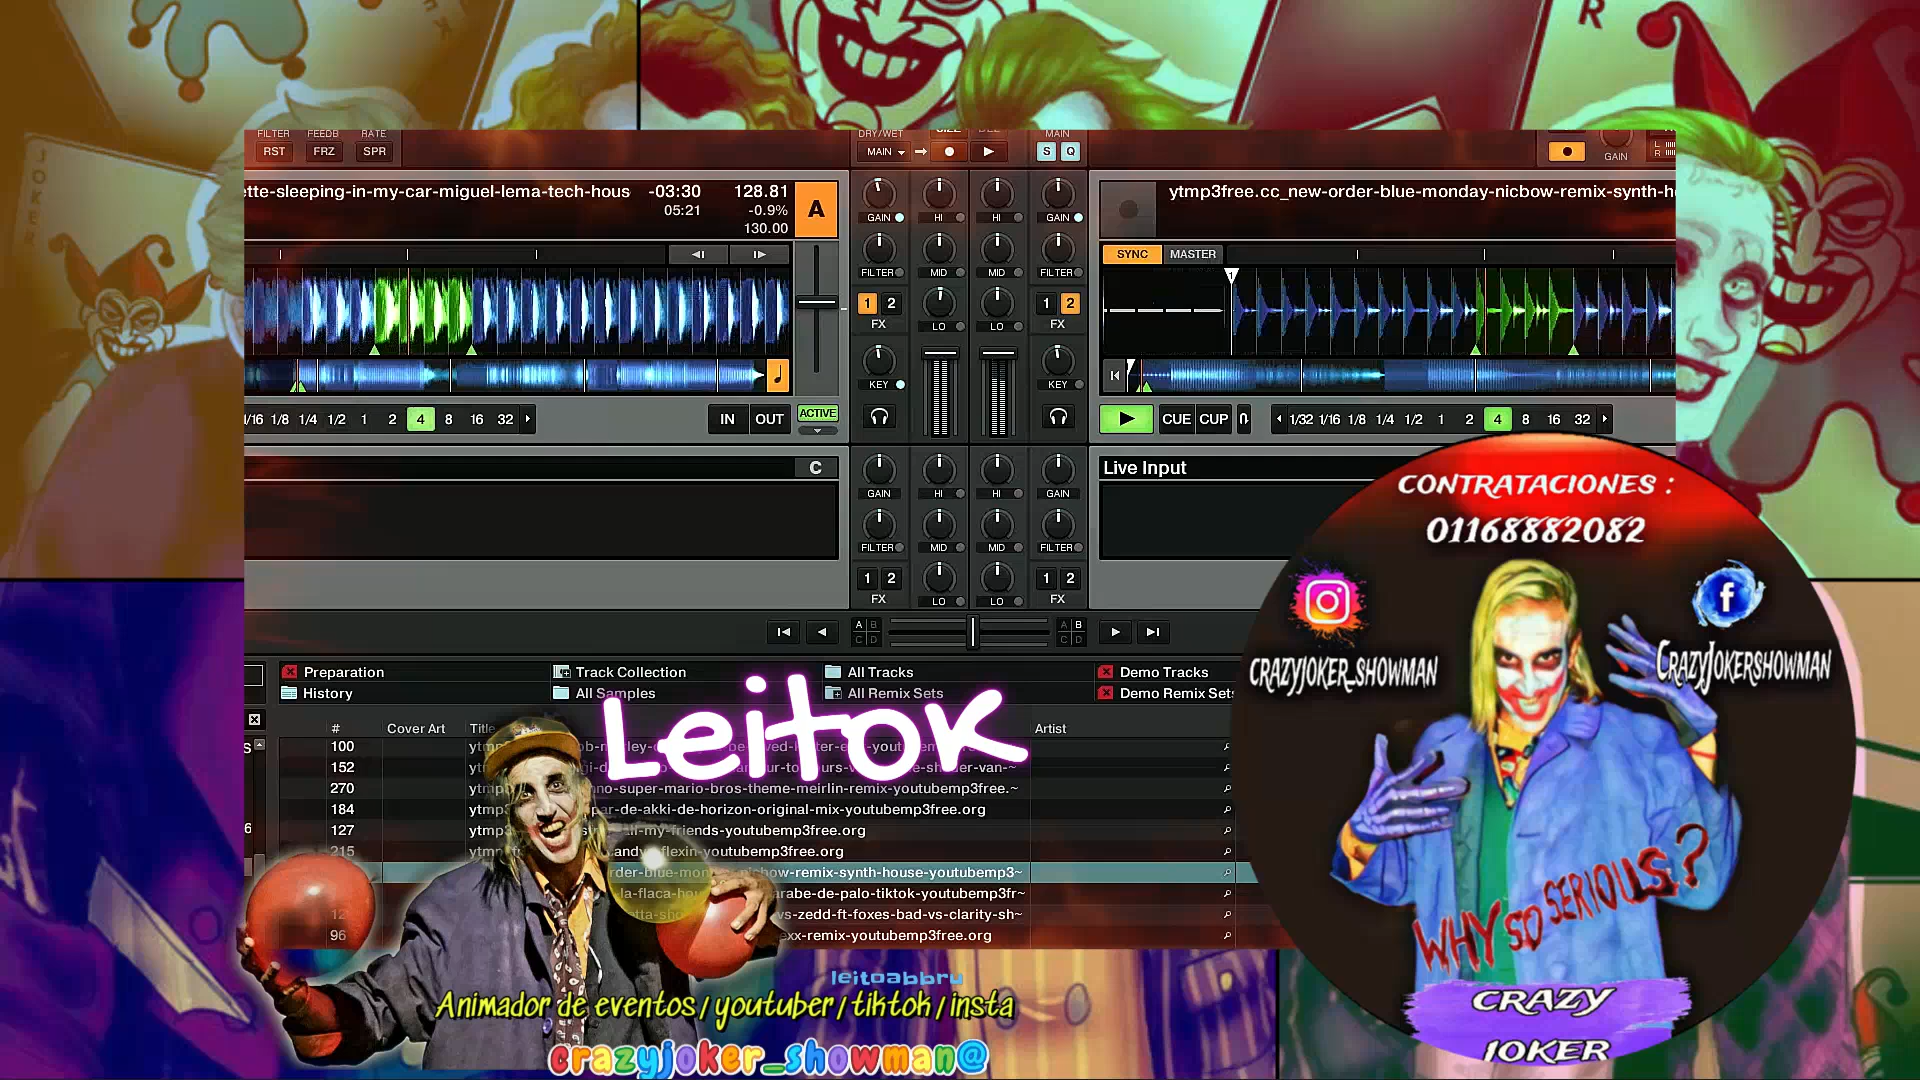 FILTER FEEDB RATE
RST FRZ SPR
DRY/WET
MAIN
MAIN
S Q
GAIN
L
R
ette-sleeping-in-my-car-miguel-lema-tech-hous -03:30 128.81
05:21 -0.9%
130.00
A
ytmp3free.cc_new-order-blue-monday-nicbow-remix-synth-h
GAIN HI HI GAIN
SYNC MASTER
FILTER MID MID FILTER
1 2
FX
LO LO
1 2
FX
KEY KEY
1/16 1/8 1/4 1/2 1 2 4 8 16 32
IN OUT ACTIVE
CUE CUP
1/32 1/16 1/8 1/4 1/2 1 2 4 8 16 32
C
Live Input
GAIN HI HI GAIN
FILTER MID MID FILTER
1 2
FX
LO LO
1 2
FX
A B
C D
A B
C D
Preparation Track Collection All Tracks Demo Tracks
History All Samples All Remix Sets Demo Remix Sets
# Cover Art Title Artist
100
152
270 no-super-mario-bros-theme-meirlin-remix-youtubemp3free.~
184 par-de-akki-de-horizon-original-mix-youtubemp3free.org
127 all-my-friends-youtubemp3free.org
215 flexin-youtubemp3free.org
bow-remix-synth-house-youtubemp3~
la-flaca arabe-de-palo-tiktok-youtubemp3fr~
vs-zedd-ft-foxes-bad-vs-clarity-sh~
96 exx-remix-youtubemp3free.org
Leitok
leitoabbru
Animador de eventos/youtuber/tiktok/insta
crazyjoker_showman@
CONTRATACIONES :
01168882082
CRAZYJOKER_SHOWMAN
CRAZYJOKERSHOWMAN
WHY SO SERIOUS?
CRAZY
JOKER